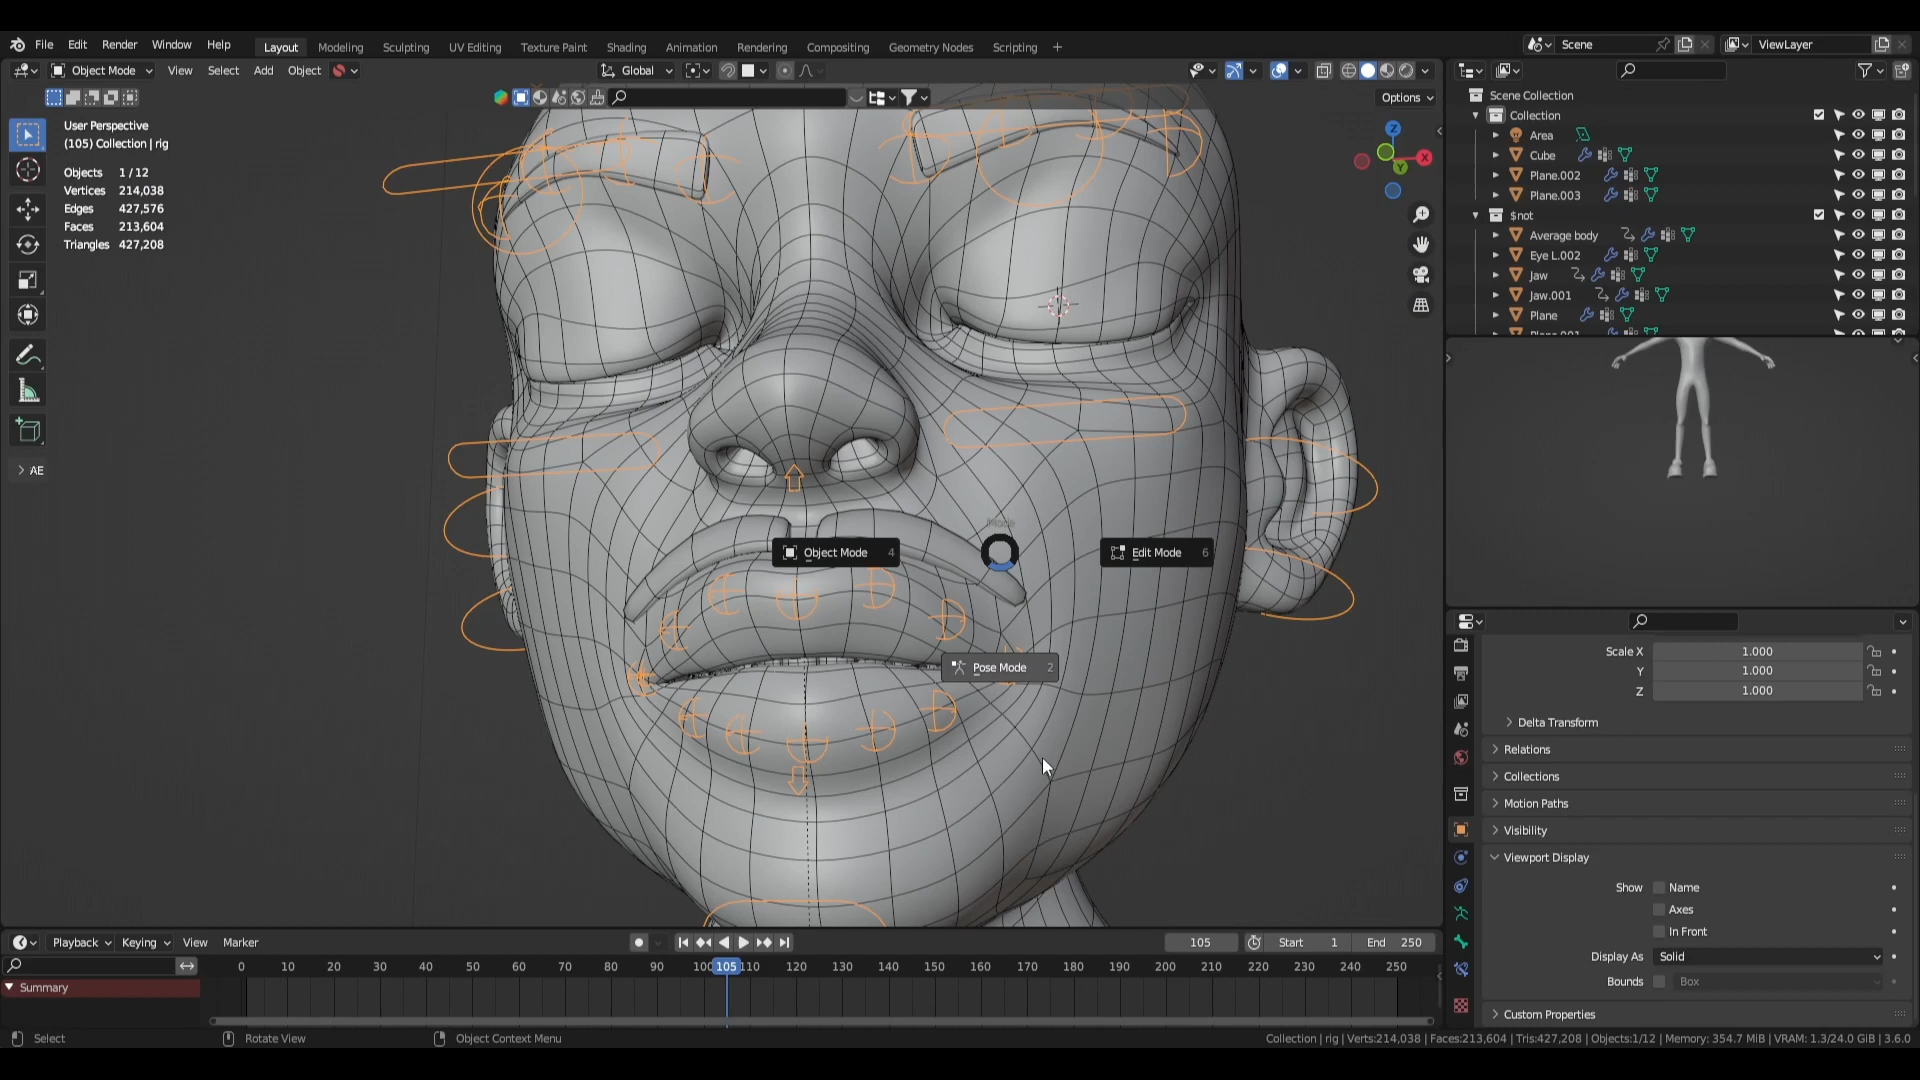 File Edit Render Window Help Layout Modeling Sculpting UV Editing Texture Paint Shading Animation Rendering Compositing Geometry Nodes Scripting + Scene ViewLayer
Object Mode View Select Add Object Global
Options
User Perspective
(105) Collection | rig
Objects 1 / 12
Vertices 214,038
Edges 427,576
Faces 213,604
Triangles 427,208
AE
Z
X
Y
Mode
Object Mode 4
Edit Mode 6
Pose Mode 2
Scene Collection
Collection
Area
Cube
Plane.002
Plane.003
$not
Average body
Eye L.002
Jaw
Jaw.001
Plane
Plane.001
Scale X 1.000
Y 1.000
Z 1.000
Delta Transform
Relations
Collections
Motion Paths
Visibility
Viewport Display
Show Name
Axes
In Front
Display As Solid
Bounds Box
Custom Properties
Playback Keying View Marker 105 Start 1 End 250
0 10 20 30 40 50 60 70 80 90 100 105 110 120 130 140 150 160 170 180 190 200 210 220 230 240 250
Summary
Select Rotate View Object Context Menu Collection | rig | Verts:214,038 | Faces:213,604 | Tris:427,208 | Objects:1/12 | Memory: 354.7 MiB | VRAM: 1.3/24.0 GiB | 3.6.0